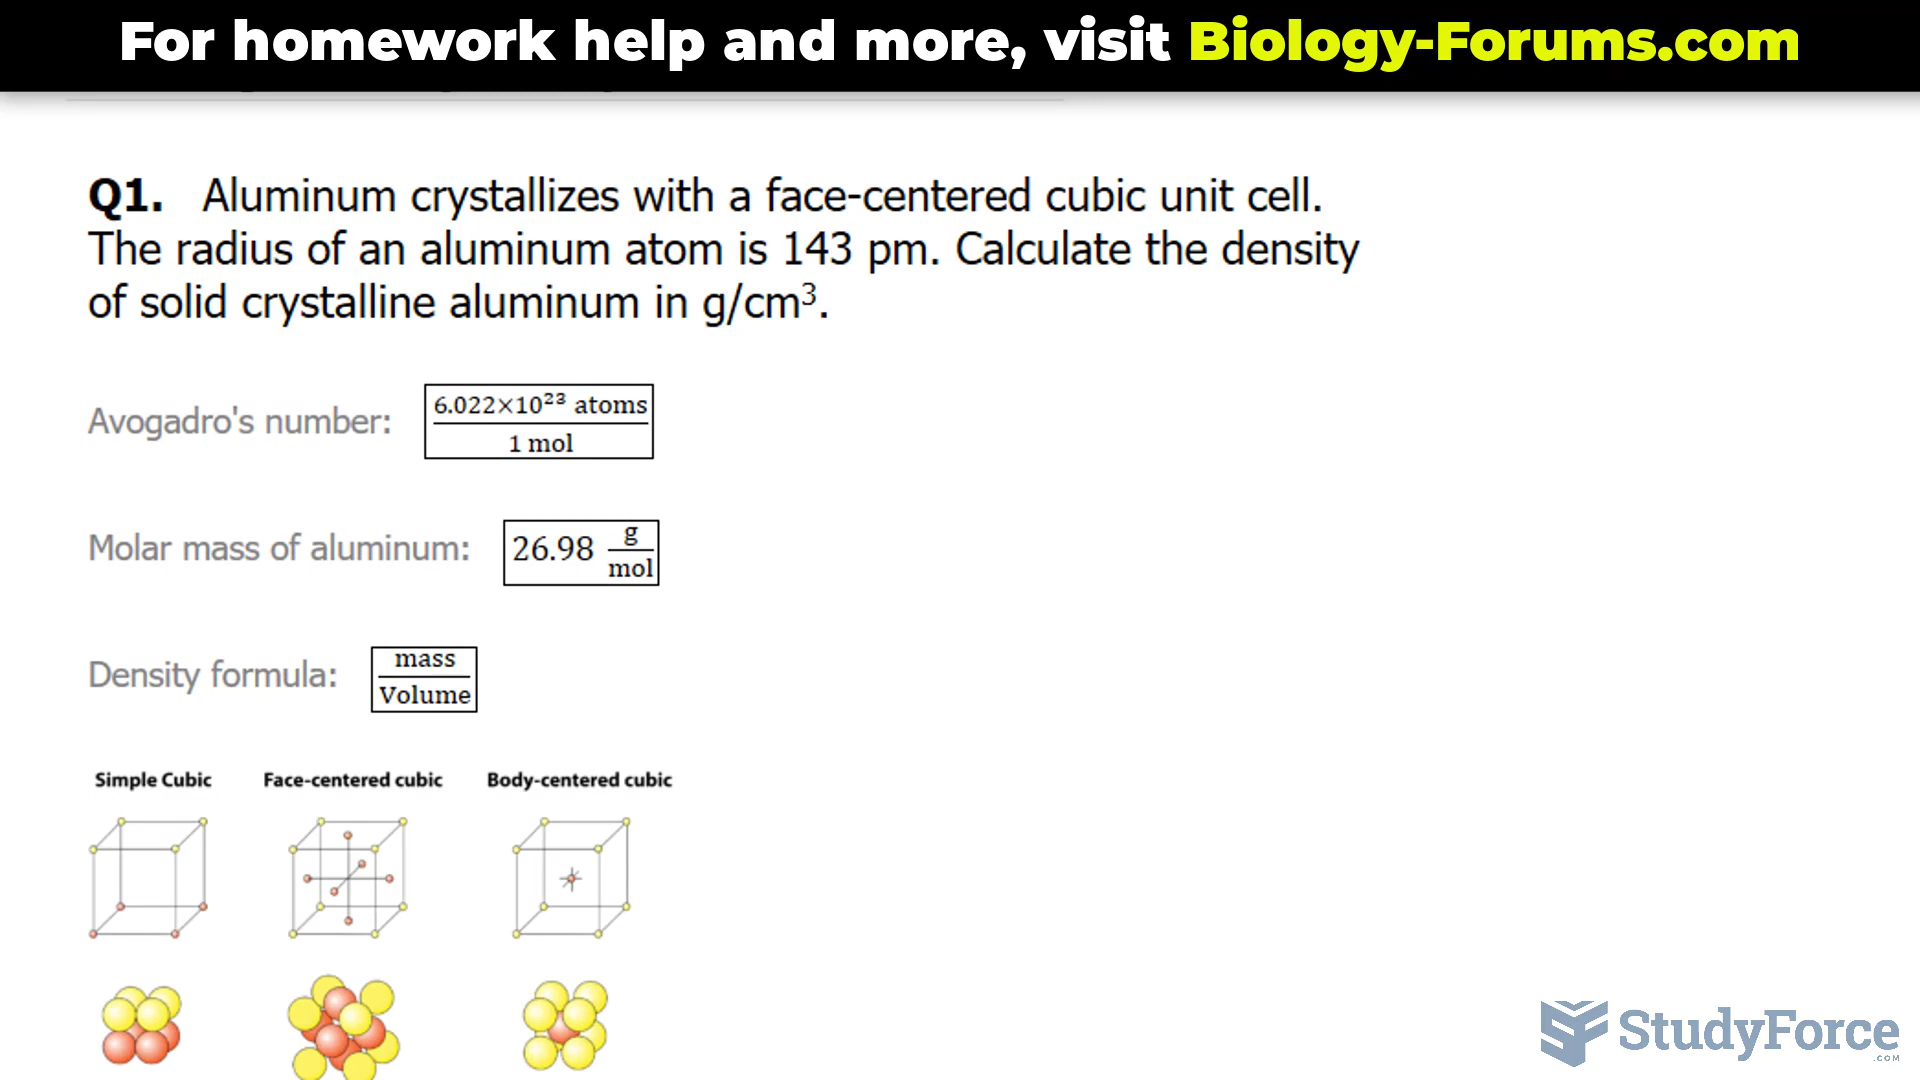 For homework help and more, visit Biology-Forums.com
Q1. Aluminum crystallizes with a face-centered cubic unit cell.
The radius of an aluminum atom is 143 pm. Calculate the density
of solid crystalline aluminum in g/cm³.
Avogadro's number: 6.022×10²³ atoms
1 mol
Molar mass of aluminum: 26.98 g
mol
Density formula: mass
Volume
Simple Cubic Face-centered cubic Body-centered cubic
StudyForce
.COM